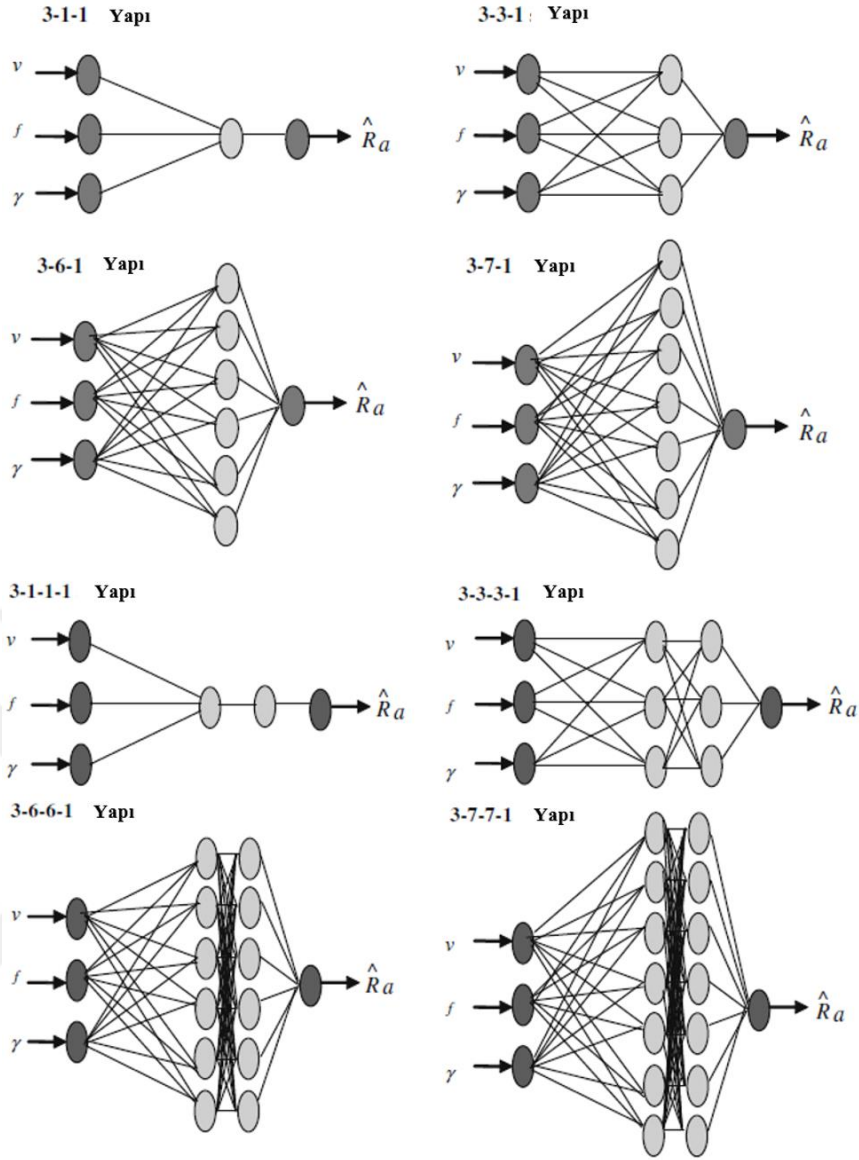 3-1-1 Yapı
v
f
γ
R̂a
3-3-1 : Yapı
v
f
γ
R̂a
3-6-1 Yapı
v
f
γ
R̂a
3-7-1 Yapı
v
f
γ
R̂a
3-1-1-1 Yapı
v
f
γ
R̂a
3-3-3-1 Yapı
v
f
γ
R̂a
3-6-6-1 Yapı
v
f
γ
R̂a
3-7-7-1 Yapı
v
f
γ
R̂a